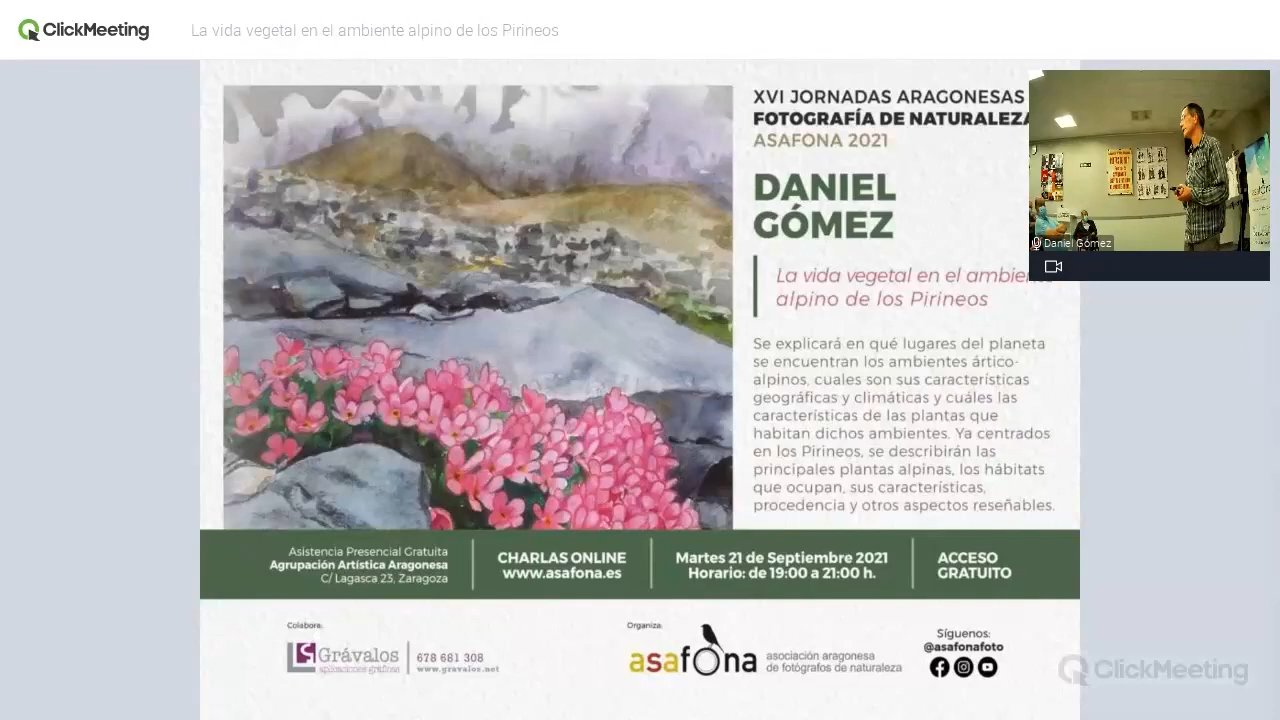 ClickMeeting
La vida vegetal en el ambiente alpino de los Pirineos
XVI JORNADAS ARAGONESAS
FOTOGRAFÍA DE NATURALEZA
ASAFONA 2021
DANIEL
GÓMEZ
La vida vegetal en el ambien
alpino de los Pirineos
Daniel Gómez
Se explicará en qué lugares del planeta
se encuentran los ambientes ártico-
alpinos, cuales son sus características
geográficas y climáticas y cuáles las
características de las plantas que
habitan dichos ambientes. Ya centrados
en los Pirineos, se describirán las
principales plantas alpinas, los hábitats
que ocupan, sus características,
procedencia y otros aspectos reseñables.
Asistencia Presencial Gratuita
Agrupación Artística Aragonesa
C/ Lagasca 23, Zaragoza
CHARLAS ONLINE
www.asafona.es
Martes 21 de Septiembre 2021
Horario: de 19:00 a 21:00 h.
ACCESO
GRATUITO
Colabora:
Grávalos
aplicaciones gráficas
678 681 308
www.gravalos.net
Organiza:
asafona
asociación aragonesa
de fotógrafos de naturaleza
Síguenos:
@asafonafoto
ClickMeeting